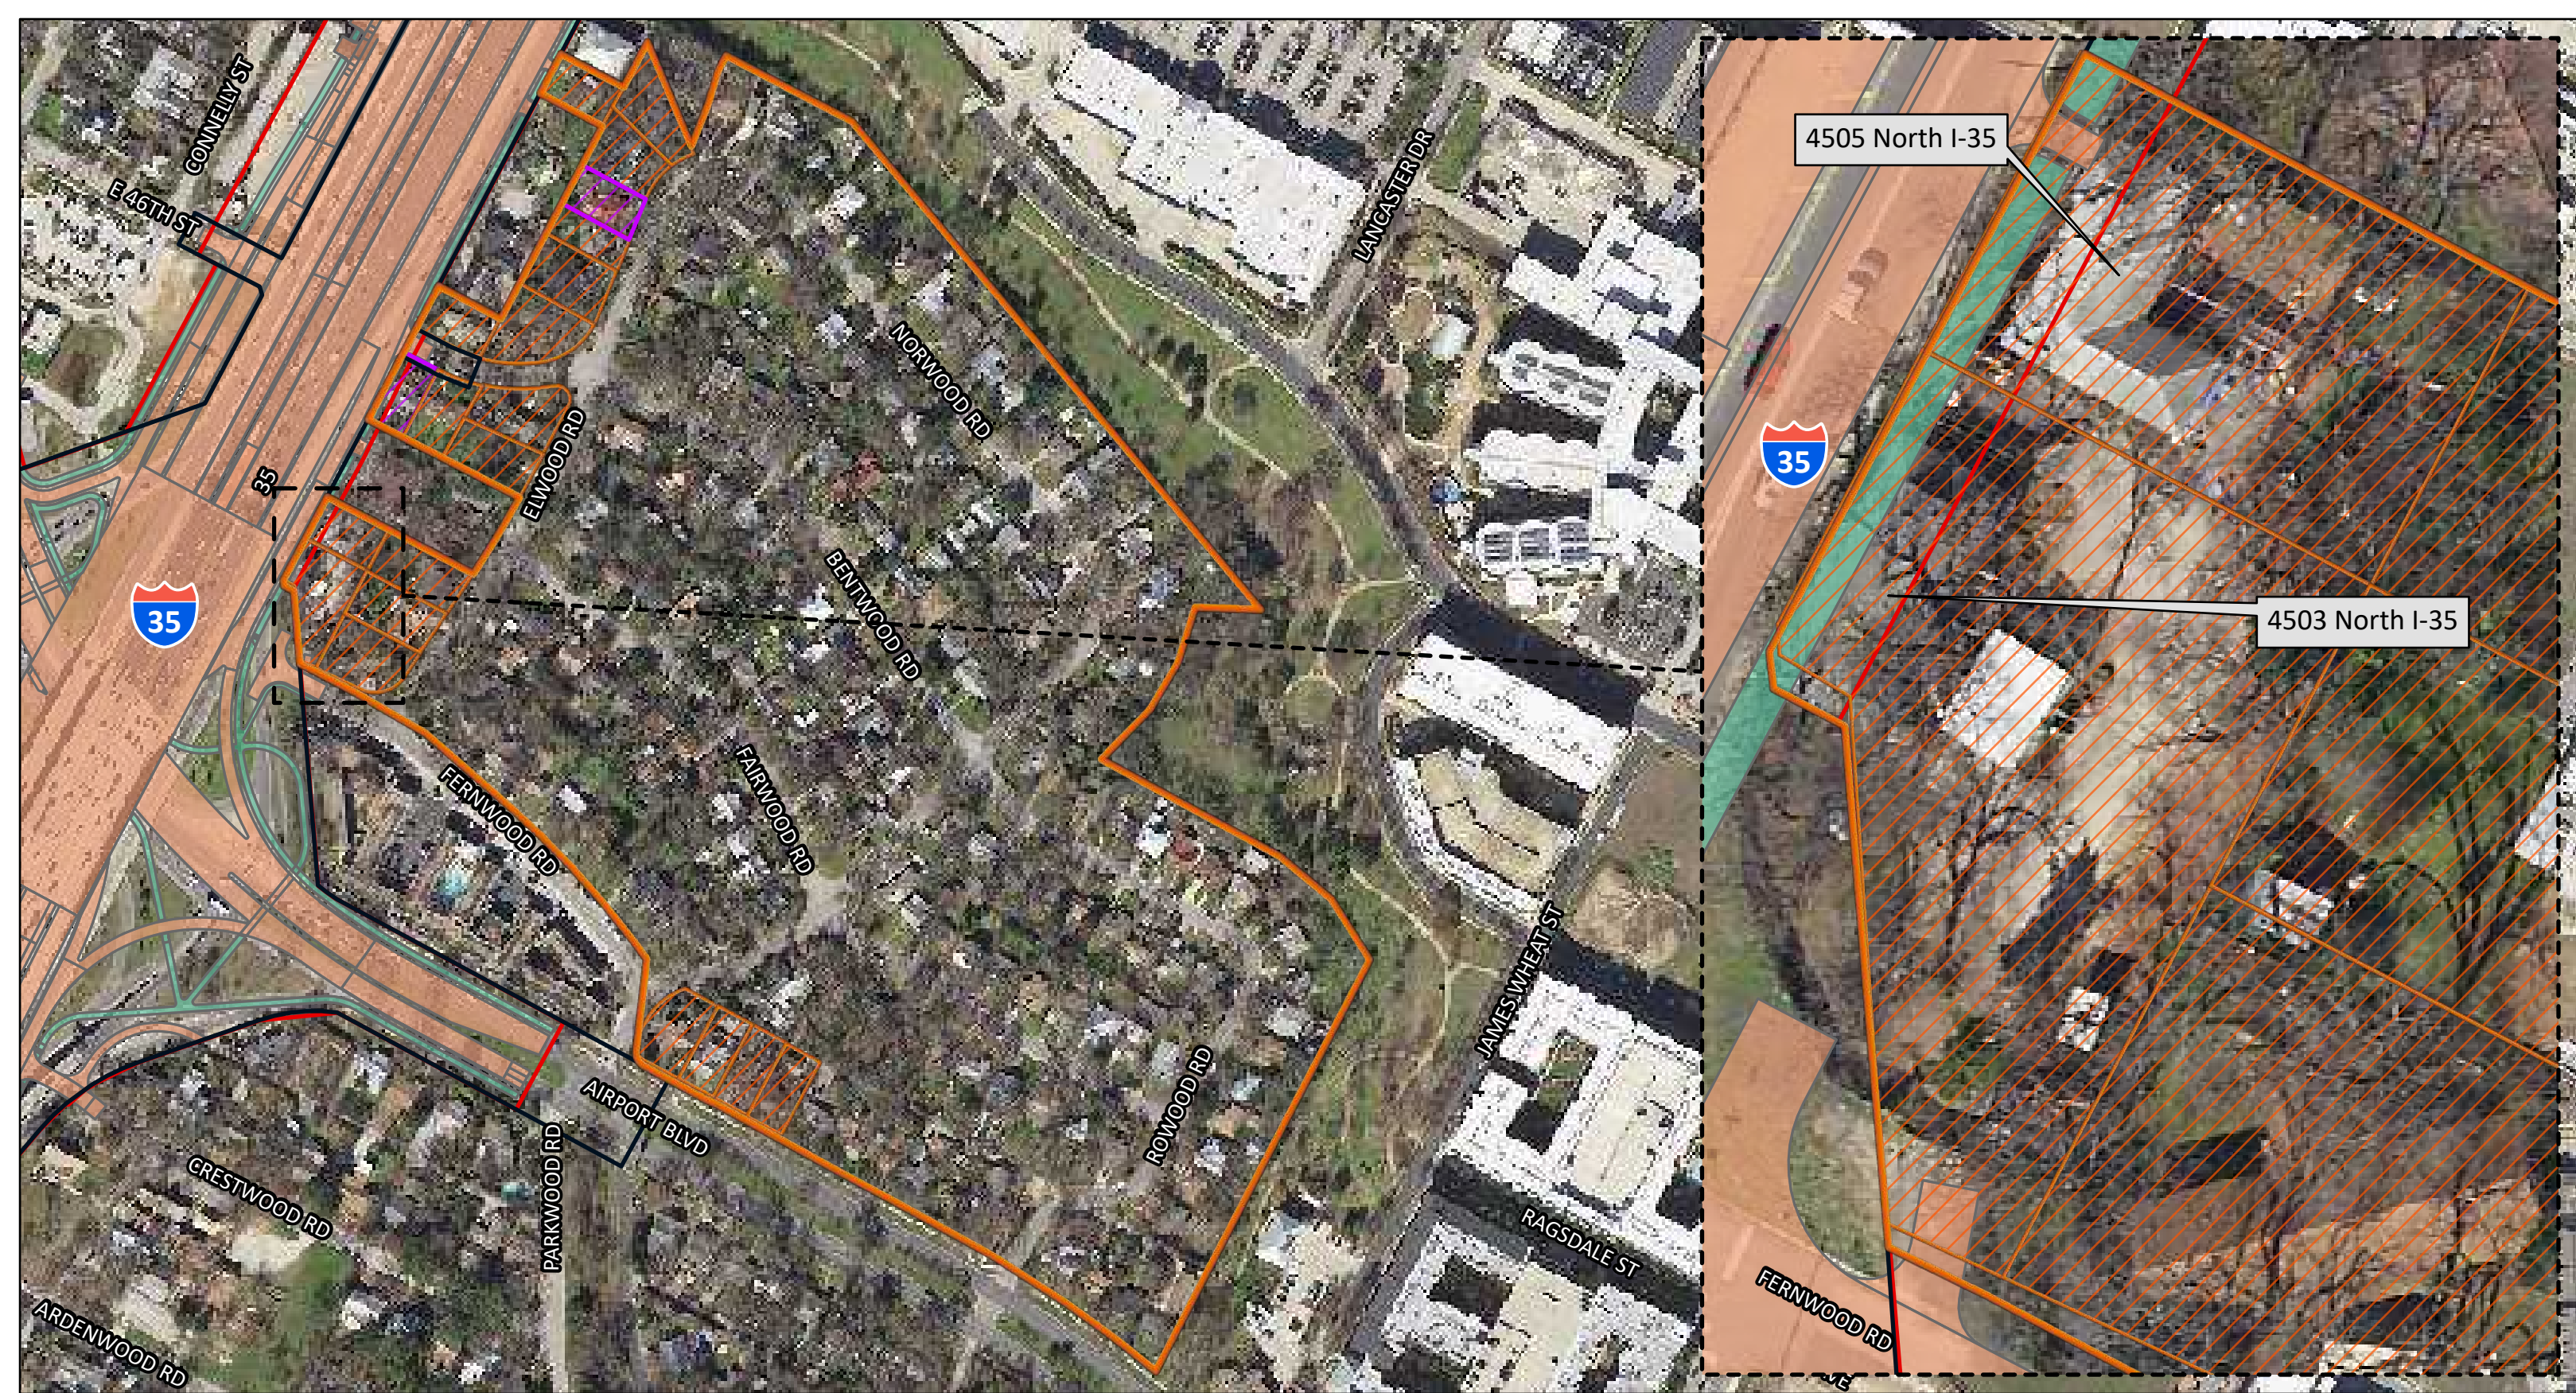 CONNELLY ST
E 46TH ST
35
35
ELWOOD RD
NORWOOD RD
BENTWOOD RD
FAIRWOOD RD
FERNWOOD RD
LANCASTER DR
JAMES WHEAT ST
ROWOOD RD
AIRPORT BLVD
PARKWOOD RD
CRESTWOOD RD
ARDENWOOD RD
RAGSDALE ST
4505 North I-35
35
4503 North I-35
FERNWOOD RD